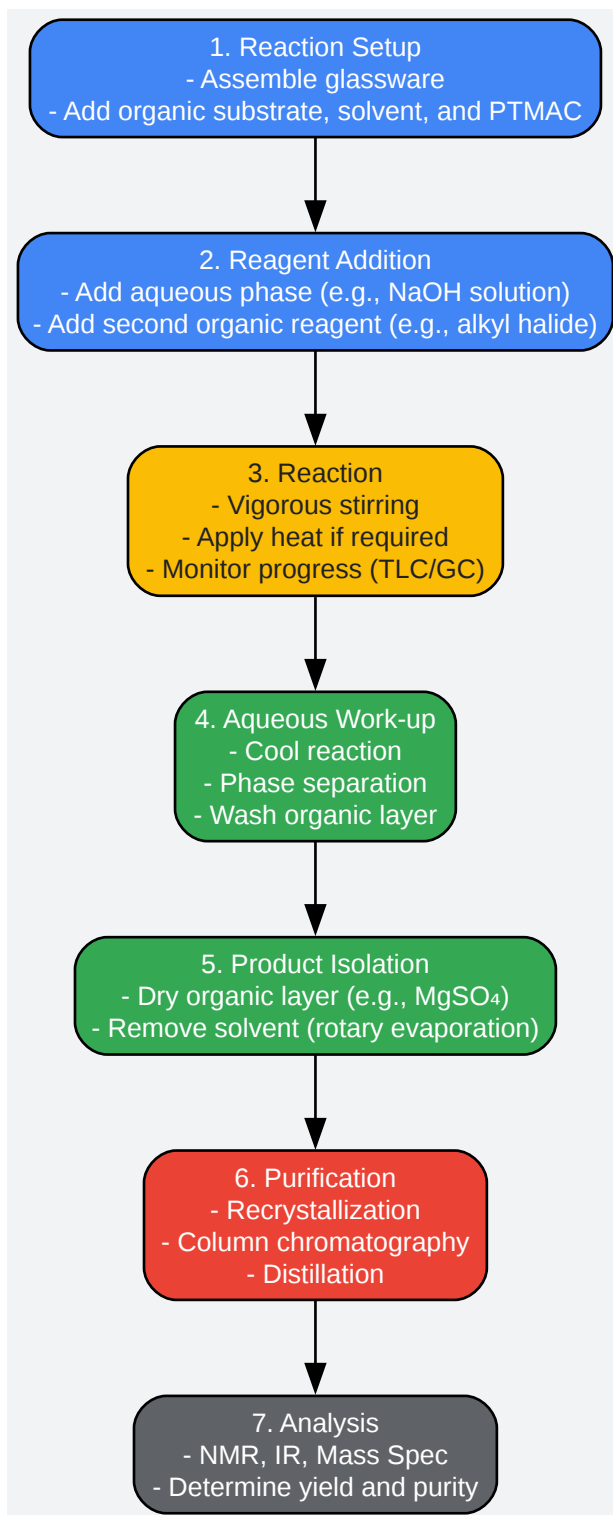 1. Reaction Setup
- Assemble glassware
- Add organic substrate, solvent, and PTMAC
2. Reagent Addition
- Add aqueous phase (e.g., NaOH solution)
- Add second organic reagent (e.g., alkyl halide)
3. Reaction
- Vigorous stirring
- Apply heat if required
- Monitor progress (TLC/GC)
4. Aqueous Work-up
- Cool reaction
- Phase separation
- Wash organic layer
5. Product Isolation
- Dry organic layer (e.g., MgSO₄)
- Remove solvent (rotary evaporation)
6. Purification
- Recrystallization
- Column chromatography
- Distillation
7. Analysis
- NMR, IR, Mass Spec
- Determine yield and purity